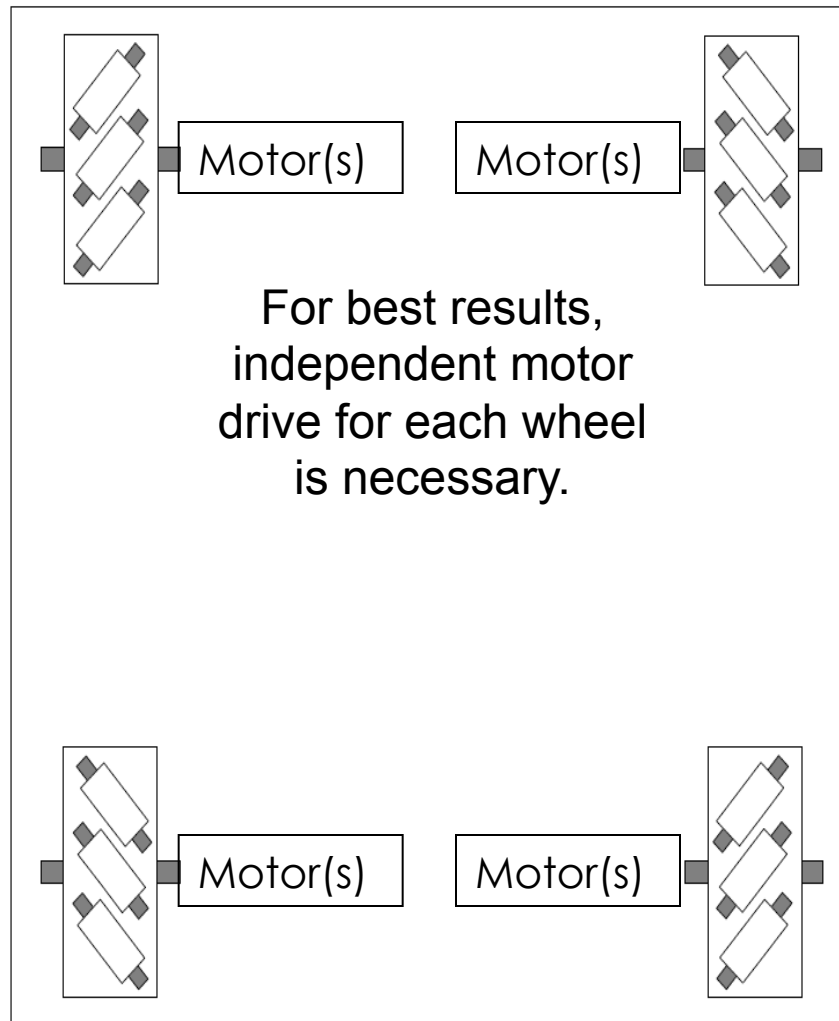 Motor(s) Motor(s)
For best results,
independent motor
drive for each wheel
is necessary.
Motor(s) Motor(s)